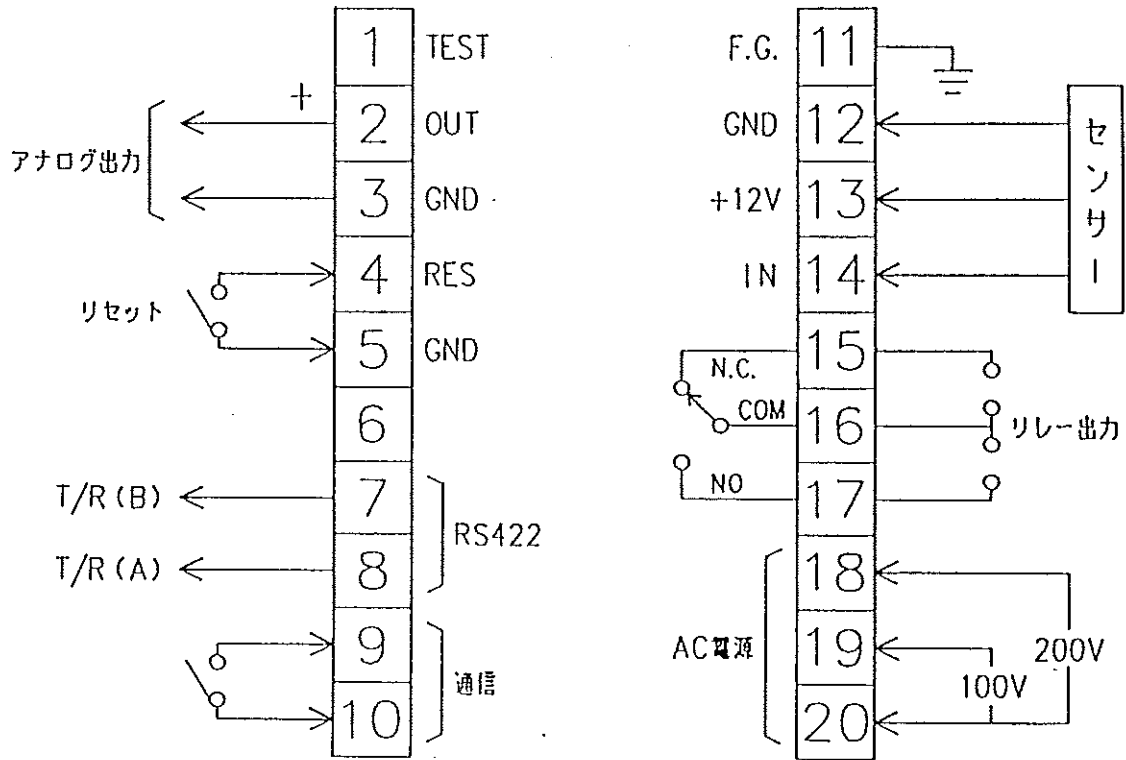 1 TEST
+
2 OUT
アナログ出力
3 GND
4 RES
リセット
5 GND
6
T/R(B) 7
RS422
T/R(A) 8
9
通信
10
F.G. 11
GND 12
+12V 13
IN 14
センサー
15
N.C.
COM 16
リレー出力
NO 17
18
AC電源 19
200V
100V
20